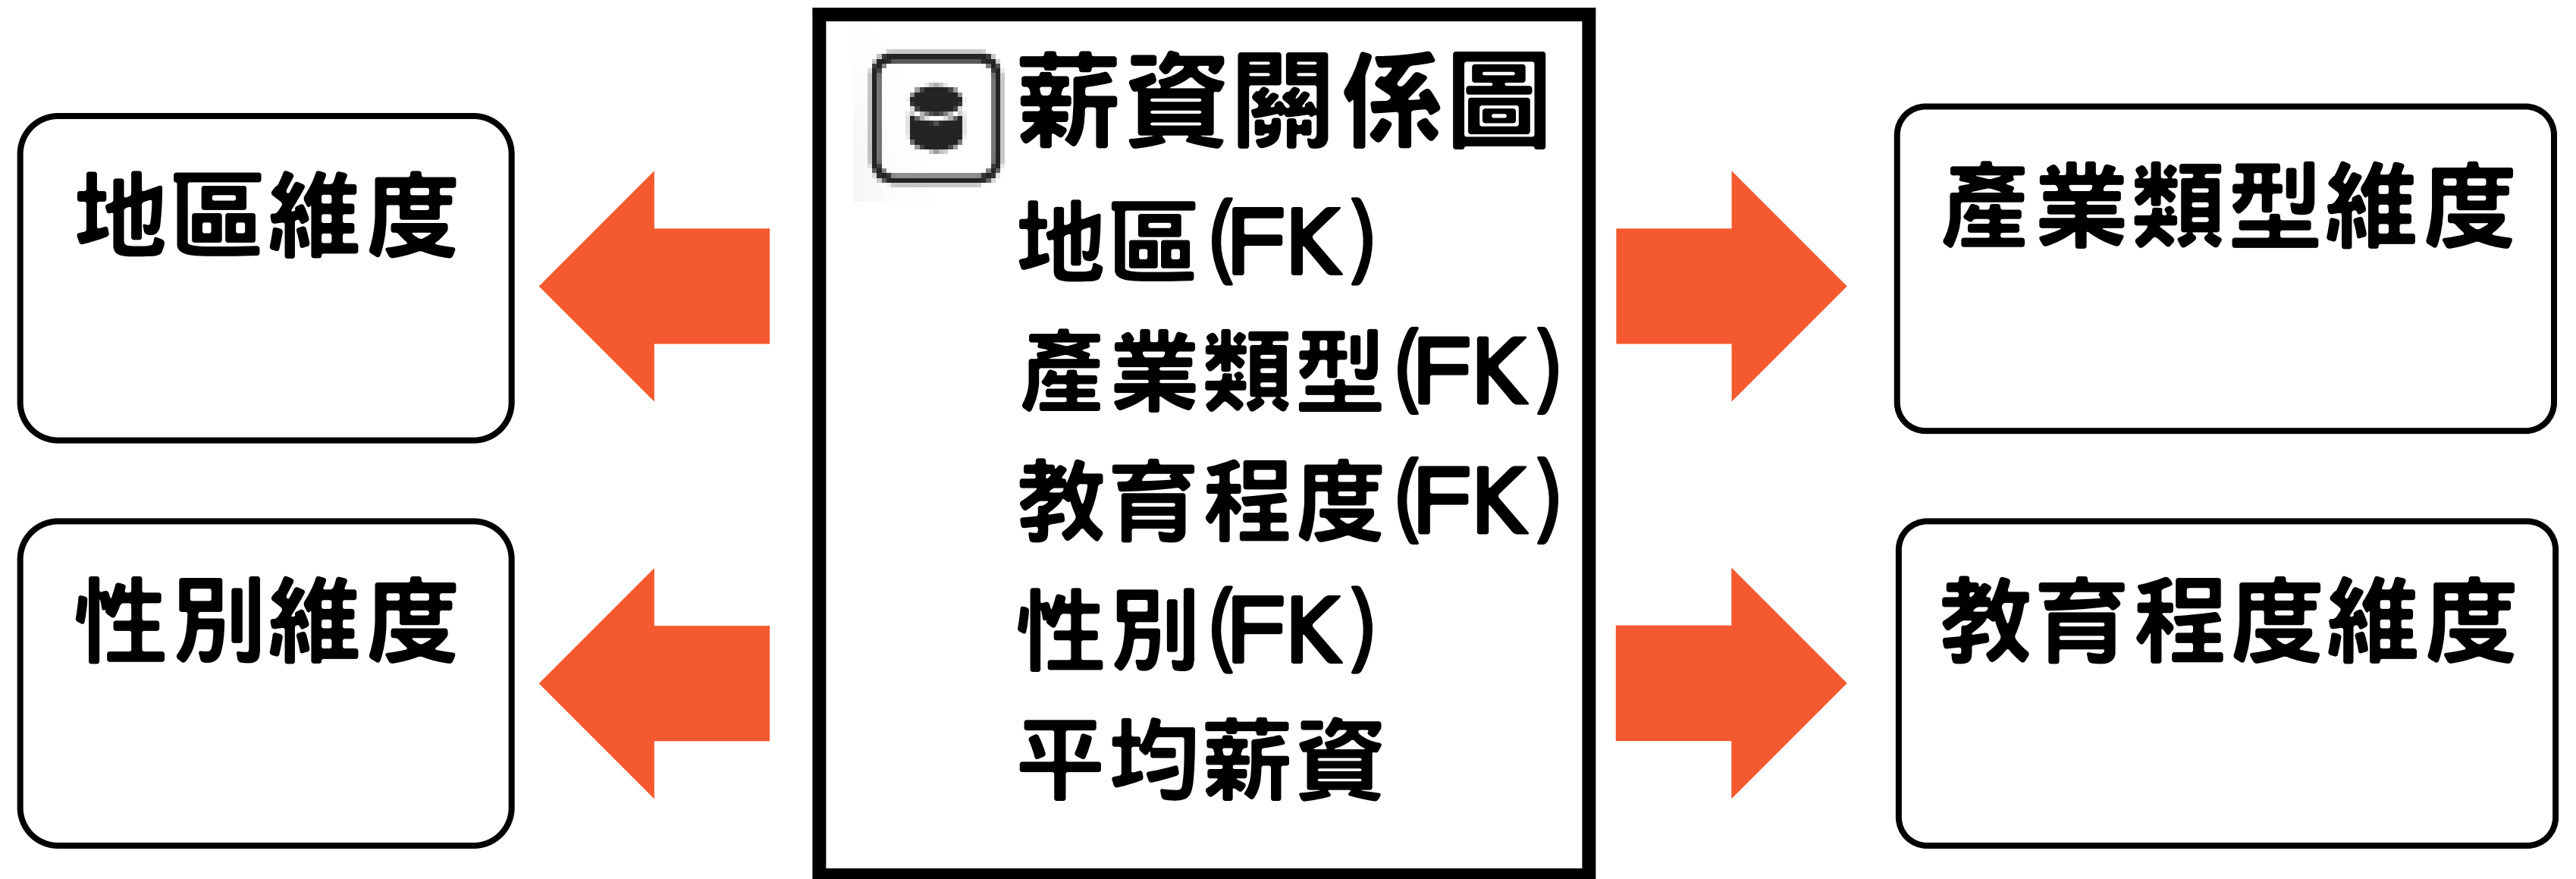 地區維度
性別維度
薪資關係圖
地區(FK)
產業類型(FK)
教育程度(FK)
性別(FK)
平均薪資
產業類型維度
教育程度維度